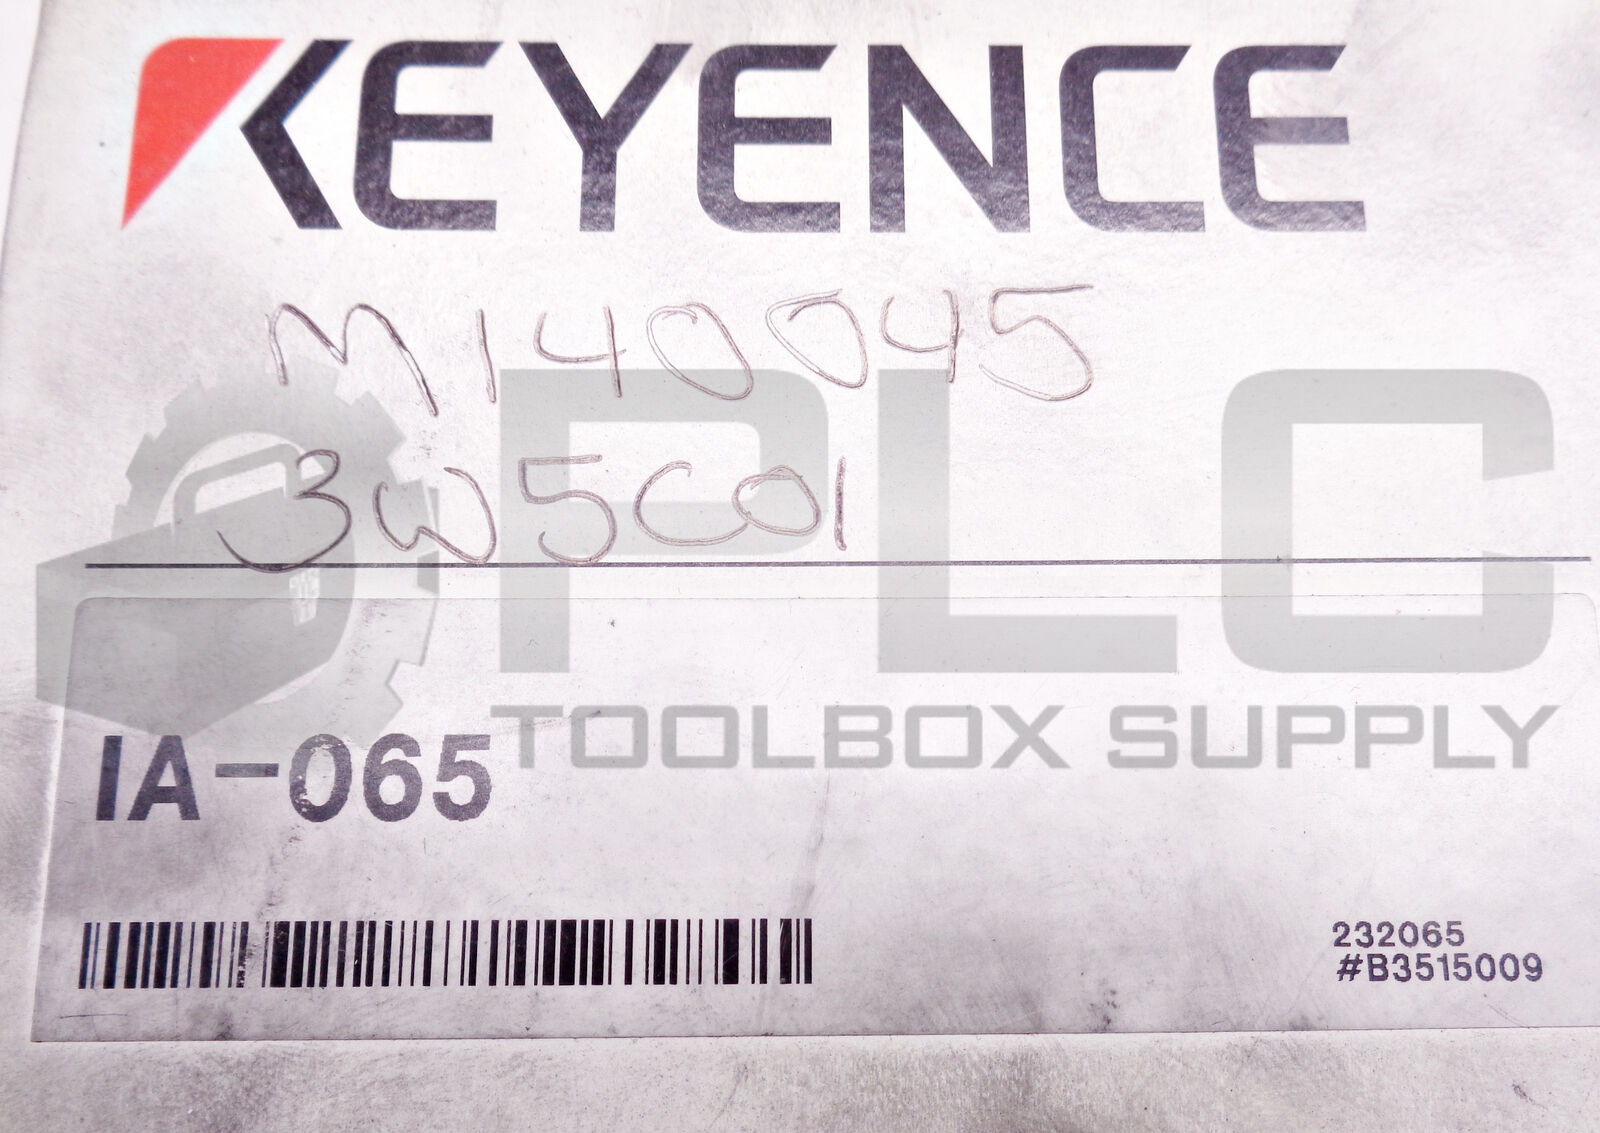 KEYENCE
M140045
3W5C01
PLC
TOOLBOX SUPPLY
IA-065
232065
#B3515009